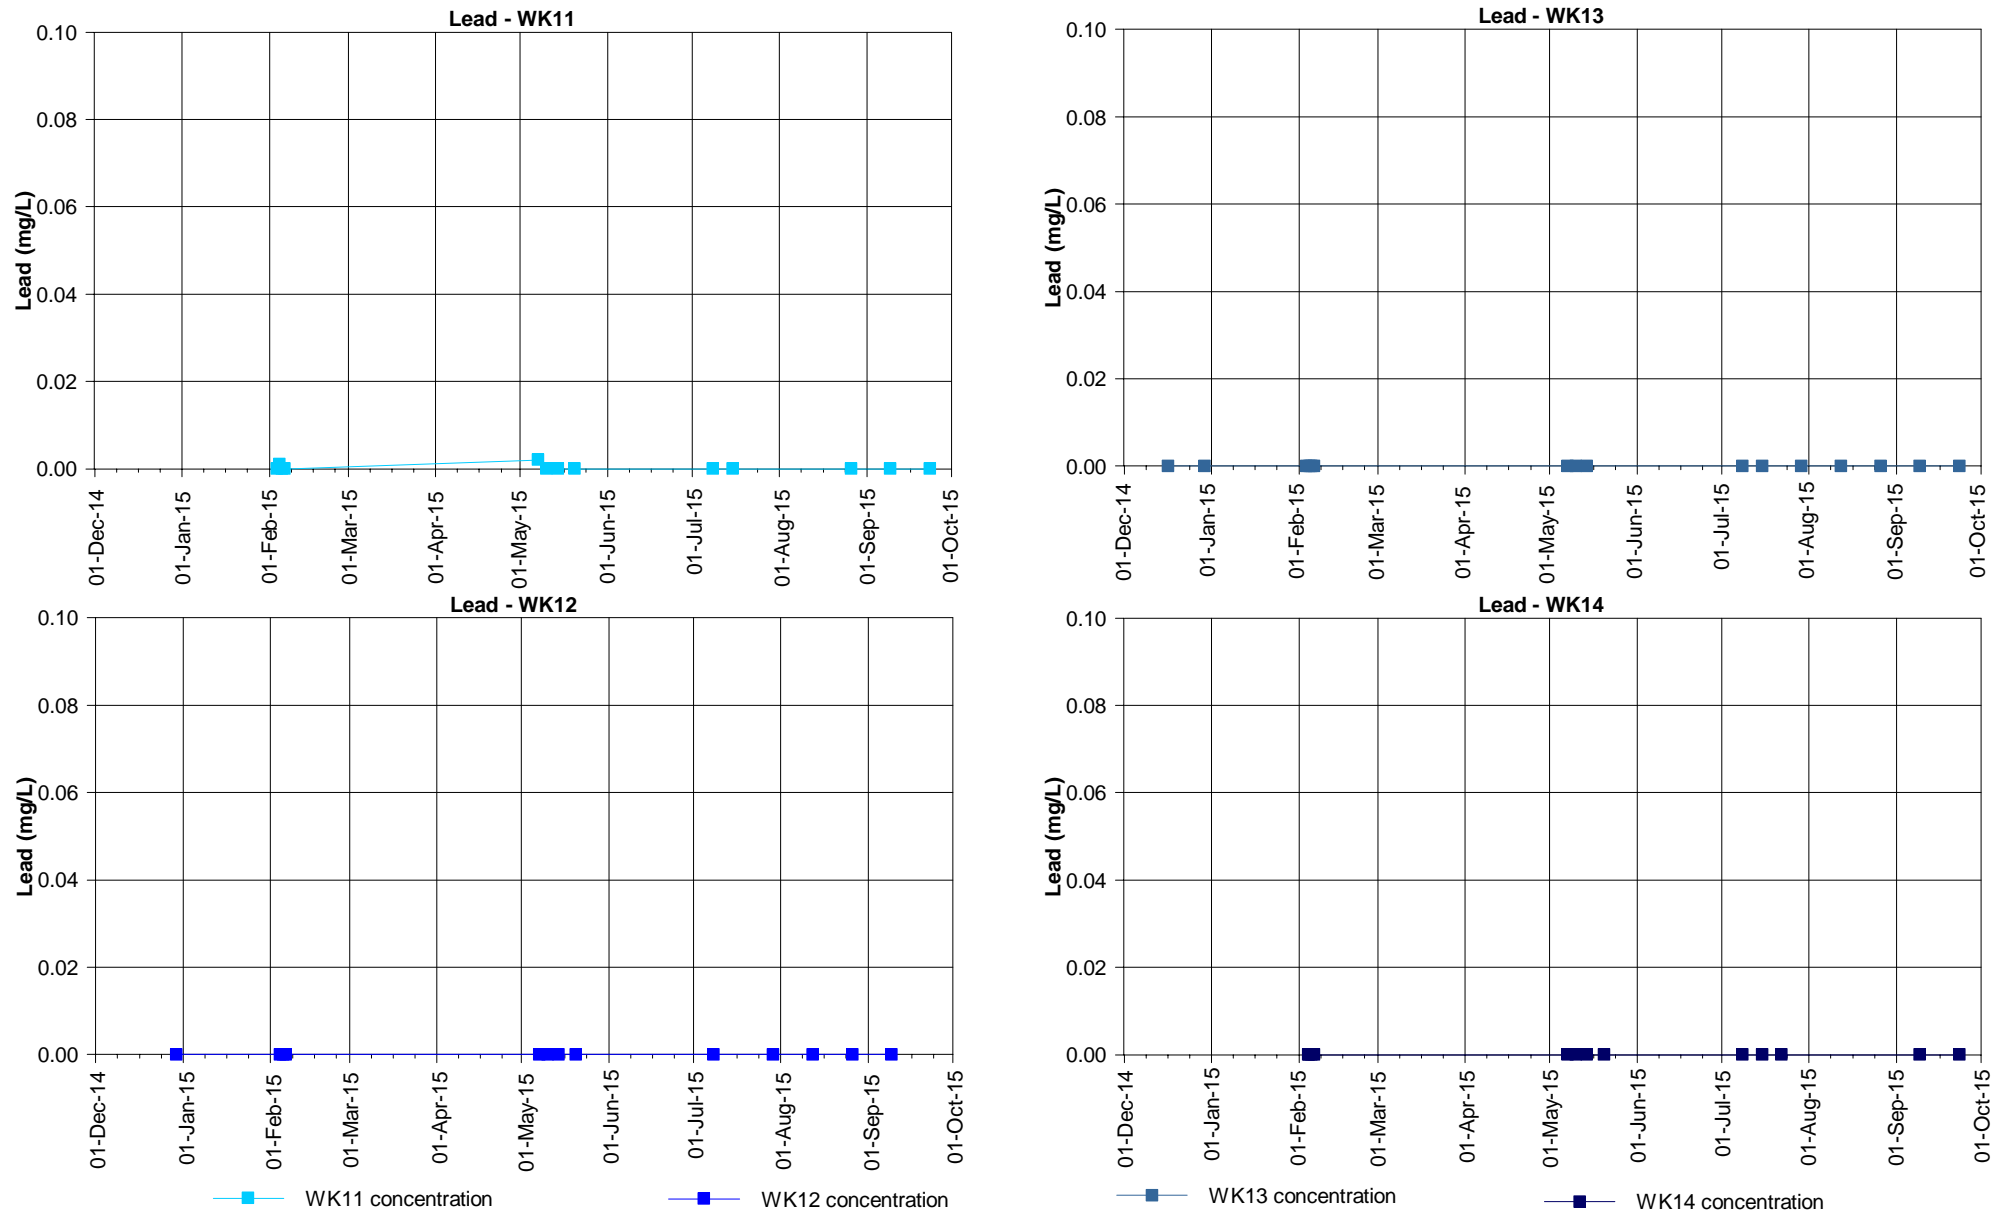 Lead - WK11
0.10
0.08
0.06
0.04
0.02
0.00
Lead (mg/L)
01-Dec-14
01-Jan-15
01-Feb-15
01-Mar-15
01-Apr-15
01-May-15
01-Jun-15
01-Jul-15
01-Aug-15
01-Sep-15
01-Oct-15
Lead - WK13
0.10
0.08
0.06
0.04
0.02
0.00
Lead (mg/L)
01-Dec-14
01-Jan-15
01-Feb-15
01-Mar-15
01-Apr-15
01-May-15
01-Jun-15
01-Jul-15
01-Aug-15
01-Sep-15
01-Oct-15
Lead - WK12
0.10
0.08
0.06
0.04
0.02
0.00
Lead (mg/L)
01-Dec-14
01-Jan-15
01-Feb-15
01-Mar-15
01-Apr-15
01-May-15
01-Jun-15
01-Jul-15
01-Aug-15
01-Sep-15
01-Oct-15
Lead - WK14
0.10
0.08
0.06
0.04
0.02
0.00
Lead (mg/L)
01-Dec-14
01-Jan-15
01-Feb-15
01-Mar-15
01-Apr-15
01-May-15
01-Jun-15
01-Jul-15
01-Aug-15
01-Sep-15
01-Oct-15
WK11 concentration
WK12 concentration
WK13 concentration
WK14 concentration